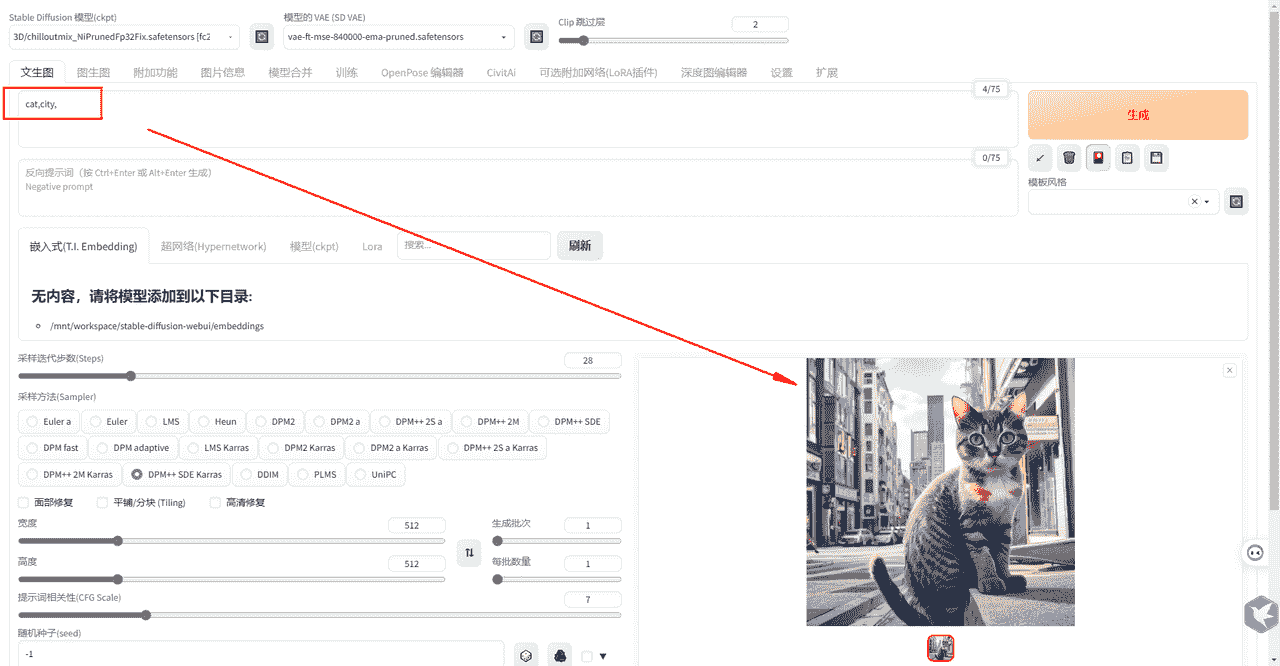 Stable Diffusion 模型(ckpt)
3D/chilloutmix_NiPrunedFp32Fix.safetensors [fc2
模型的 VAE (SD VAE)
vae-ft-mse-840000-ema-pruned.safetensors
Clip 跳过层
2
文生图 图生图 附加功能 图片信息 模型合并 训练 OpenPose 编辑器 CivitAi 可选附加网络(LoRA插件) 深度图编辑器 设置 扩展
cat,city,
4/75
生成
反向提示词（按 Ctrl+Enter 或 Alt+Enter 生成）
Negative prompt
0/75
模板风格
嵌入式(T.I. Embedding) 超网络(Hypernetwork) 模型(ckpt) Lora 搜索... 刷新
无内容，请将模型添加到以下目录:
/mnt/workspace/stable-diffusion-webui/embeddings
采样迭代步数(Steps) 28
采样方法(Sampler)
Euler a Euler LMS Heun DPM2 DPM2 a DPM++ 2S a DPM++ 2M DPM++ SDE
DPM fast DPM adaptive LMS Karras DPM2 Karras DPM2 a Karras DPM++ 2S a Karras
DPM++ 2M Karras DPM++ SDE Karras DDIM PLMS UniPC
面部修复 平铺/分块 (Tiling) 高清修复
宽度 512 生成批次 1
高度 512 每批数量 1
提示词相关性(CFG Scale) 7
随机种子(seed)
-1